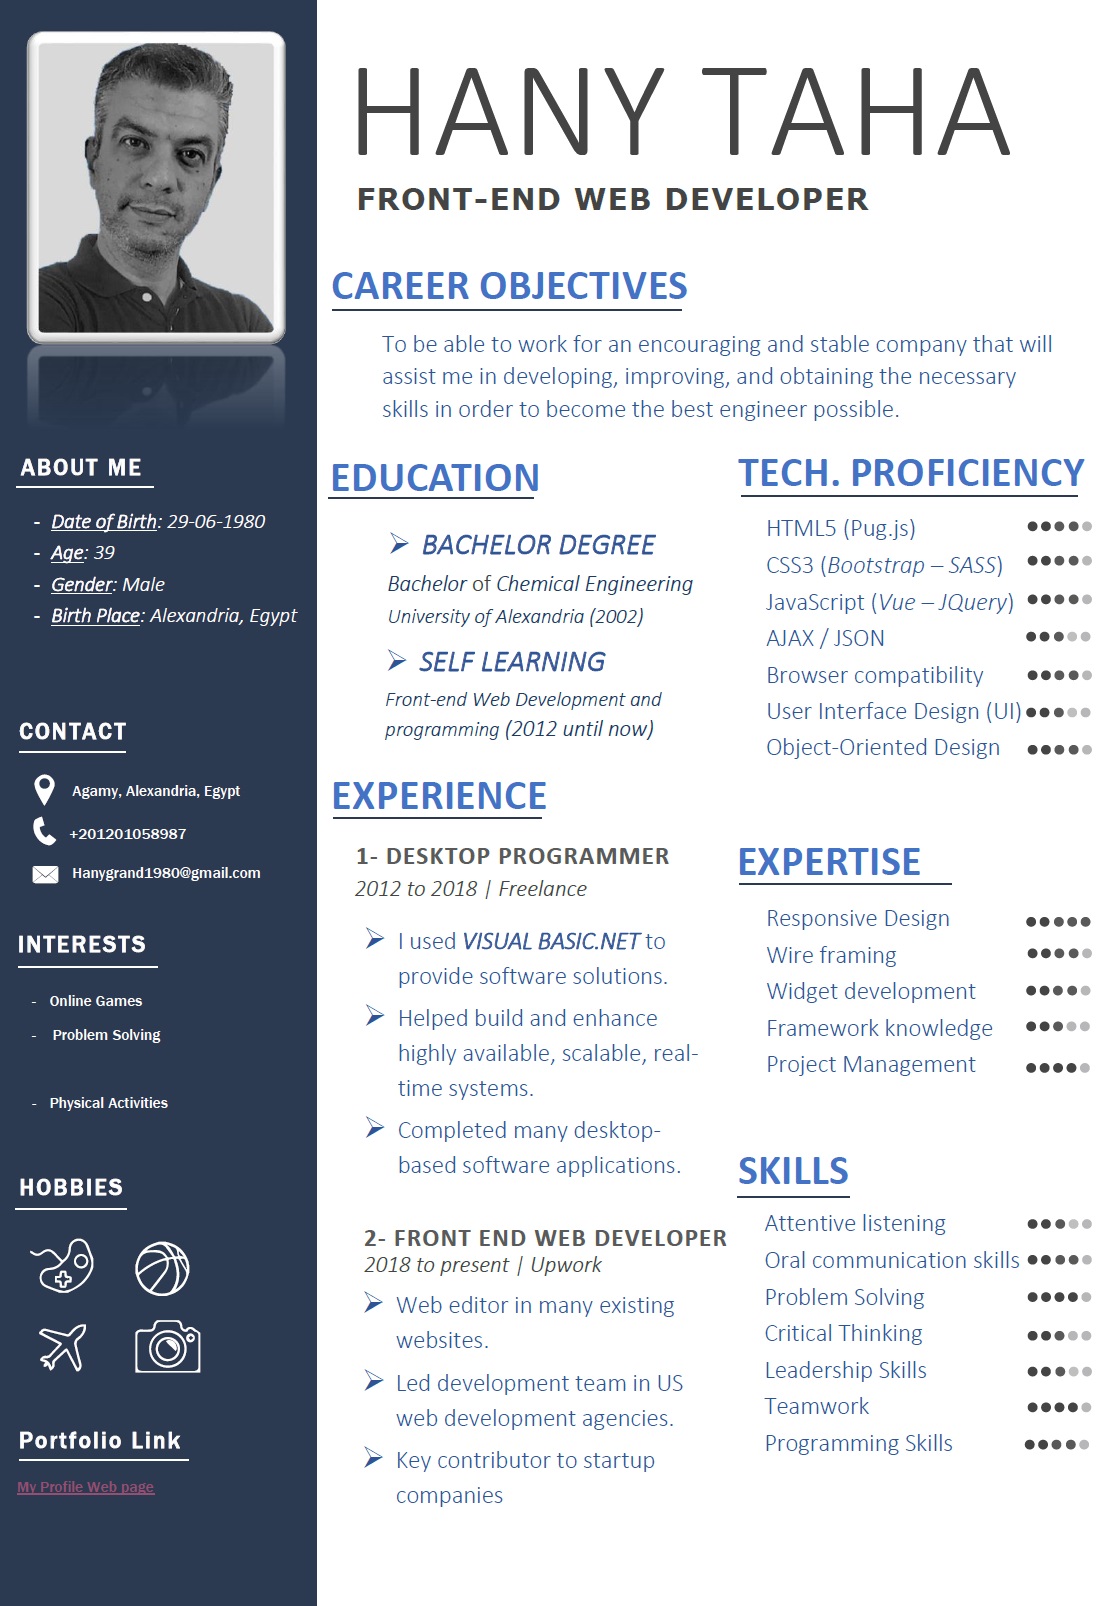 HANY TAHA
FRONT-END WEB DEVELOPER
ABOUT ME
- Date of Birth: 29-06-1980
- Age: 39
- Gender: Male
- Birth Place: Alexandria, Egypt
CONTACT
Agamy, Alexandria, Egypt
+201201058987
Hanygrand1980@gmail.com
INTERESTS
- Online Games
- Problem Solving
- Physical Activities
HOBBIES
Portfolio Link
My Profile Web page
CAREER OBJECTIVES
To be able to work for an encouraging and stable company that will
assist me in developing, improving, and obtaining the necessary
skills in order to become the best engineer possible.
EDUCATION
BACHELOR DEGREE
Bachelor of Chemical Engineering
University of Alexandria (2002)
SELF LEARNING
Front-end Web Development and
programming (2012 until now)
EXPERIENCE
1- DESKTOP PROGRAMMER
2012 to 2018 | Freelance
I used VISUAL BASIC.NET to
provide software solutions.
Helped build and enhance
highly available, scalable, real-
time systems.
Completed many desktop-
based software applications.
2- FRONT END WEB DEVELOPER
2018 to present | Upwork
Web editor in many existing
websites.
Led development team in US
web development agencies.
Key contributor to startup
companies
TECH. PROFICIENCY
HTML5 (Pug.js)
CSS3 (Bootstrap – SASS)
JavaScript (Vue – JQuery)
AJAX / JSON
Browser compatibility
User Interface Design (UI)
Object-Oriented Design
EXPERTISE
Responsive Design
Wire framing
Widget development
Framework knowledge
Project Management
SKILLS
Attentive listening
Oral communication skills
Problem Solving
Critical Thinking
Leadership Skills
Teamwork
Programming Skills